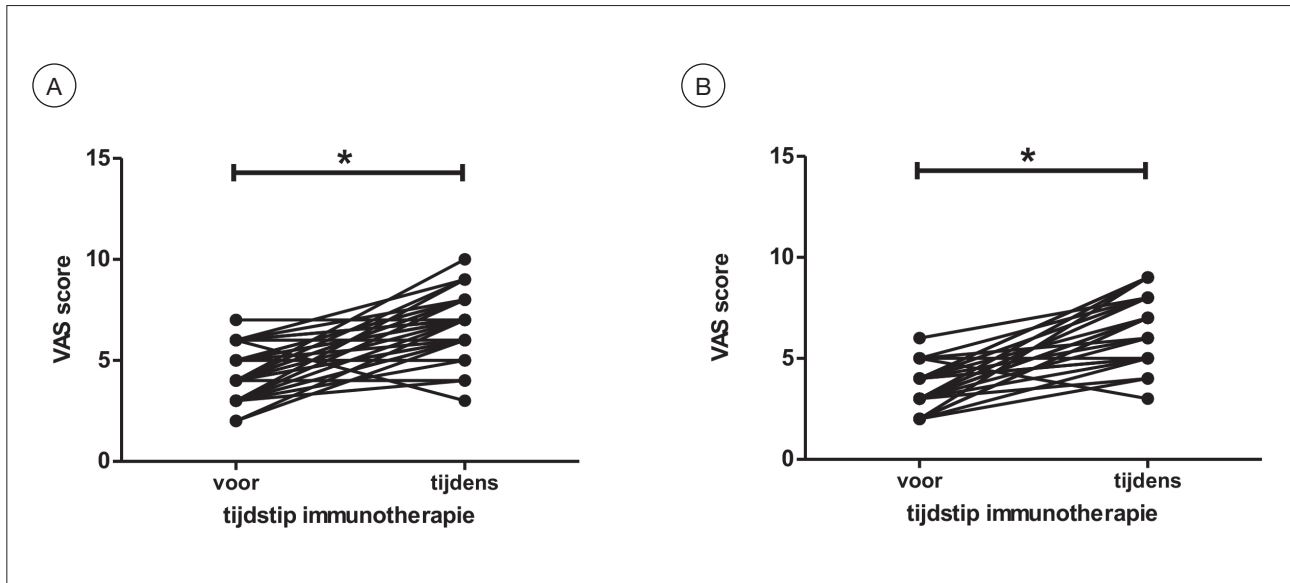 A
*
15
10
5
0
VAS score
voor
tijdens
tijdstip immunotherapie
B
*
15
10
5
0
VAS score
voor
tijdens
tijdstip immunotherapie